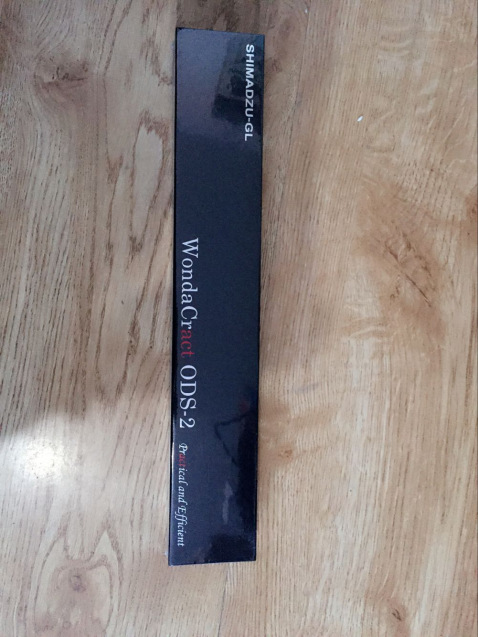 SHIMADZU-GL
WondaCract ODS-2
Practical and Efficient